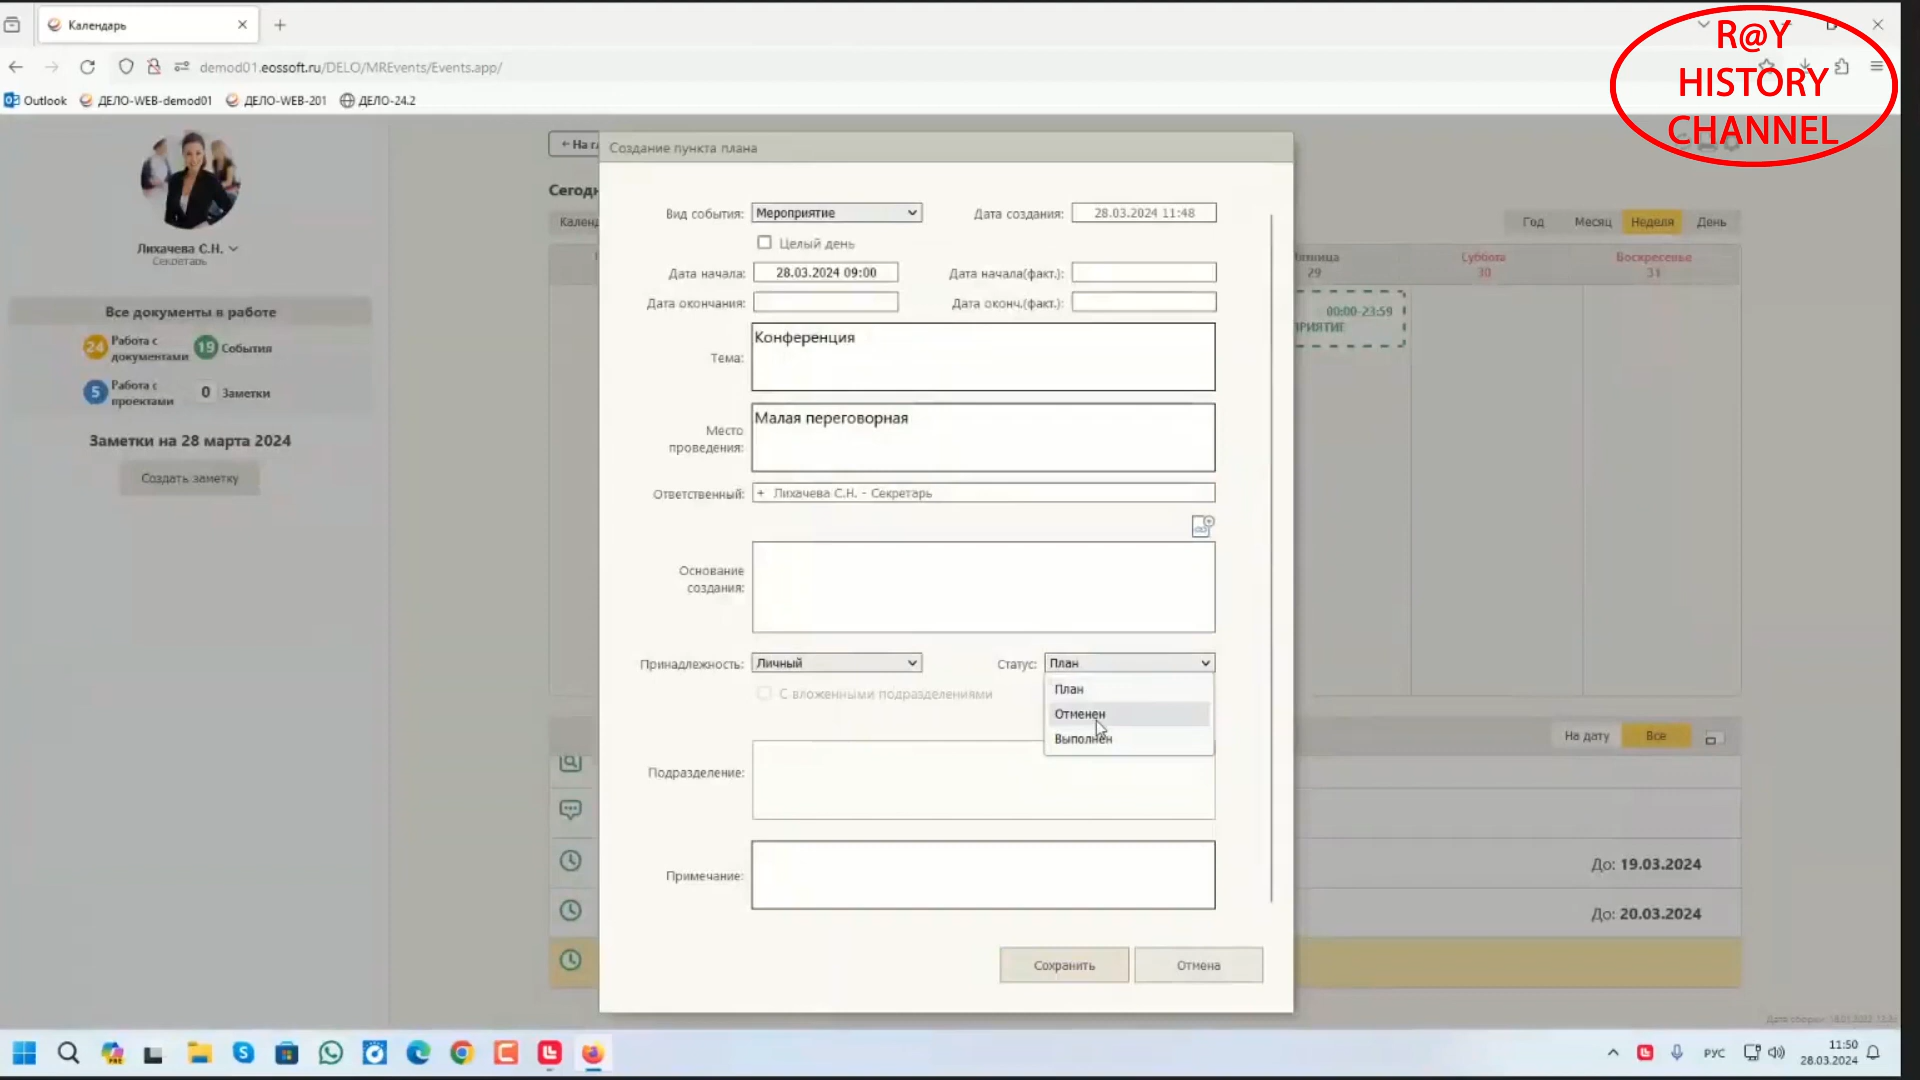 Календарь
R@Y
HISTORY
CHANNEL
demod01.eossoft.ru/DELO/MREvents/Events.app/
Outlook
ДЕЛО-WEB-demod01
ДЕЛО-WEB-201
ДЕЛО-24.2
Лихачева С.Н.
Секретарь
Все документы в работе
24 Работа с документами
19 События
5 Работа с проектами
0 Заметки
Заметки на 28 марта 2024
Создать заметку
Создание пункта плана
Вид события: Мероприятие
Дата создания: 28.03.2024 11:48
Целый день
Дата начала: 28.03.2024 09:00
Дата начала(факт.):
Дата окончания:
Дата оконч.(факт.):
Тема:
Конференция
Место
проведения:
Малая переговорная
Ответственный: + Лихачева С.Н. - Секретарь
Основание
создания:
Принадлежность: Личный
Статус: План
С вложенными подразделениями
План
Отменен
Выполнен
Подразделение:
Примечание:
Сохранить
Отмена
Год Месяц Неделя День
29
Суббота
30
Воскресенье
31
00:00-23:59
На дату Все
До: 19.03.2024
До: 20.03.2024
РУС
11:50
28.03.2024